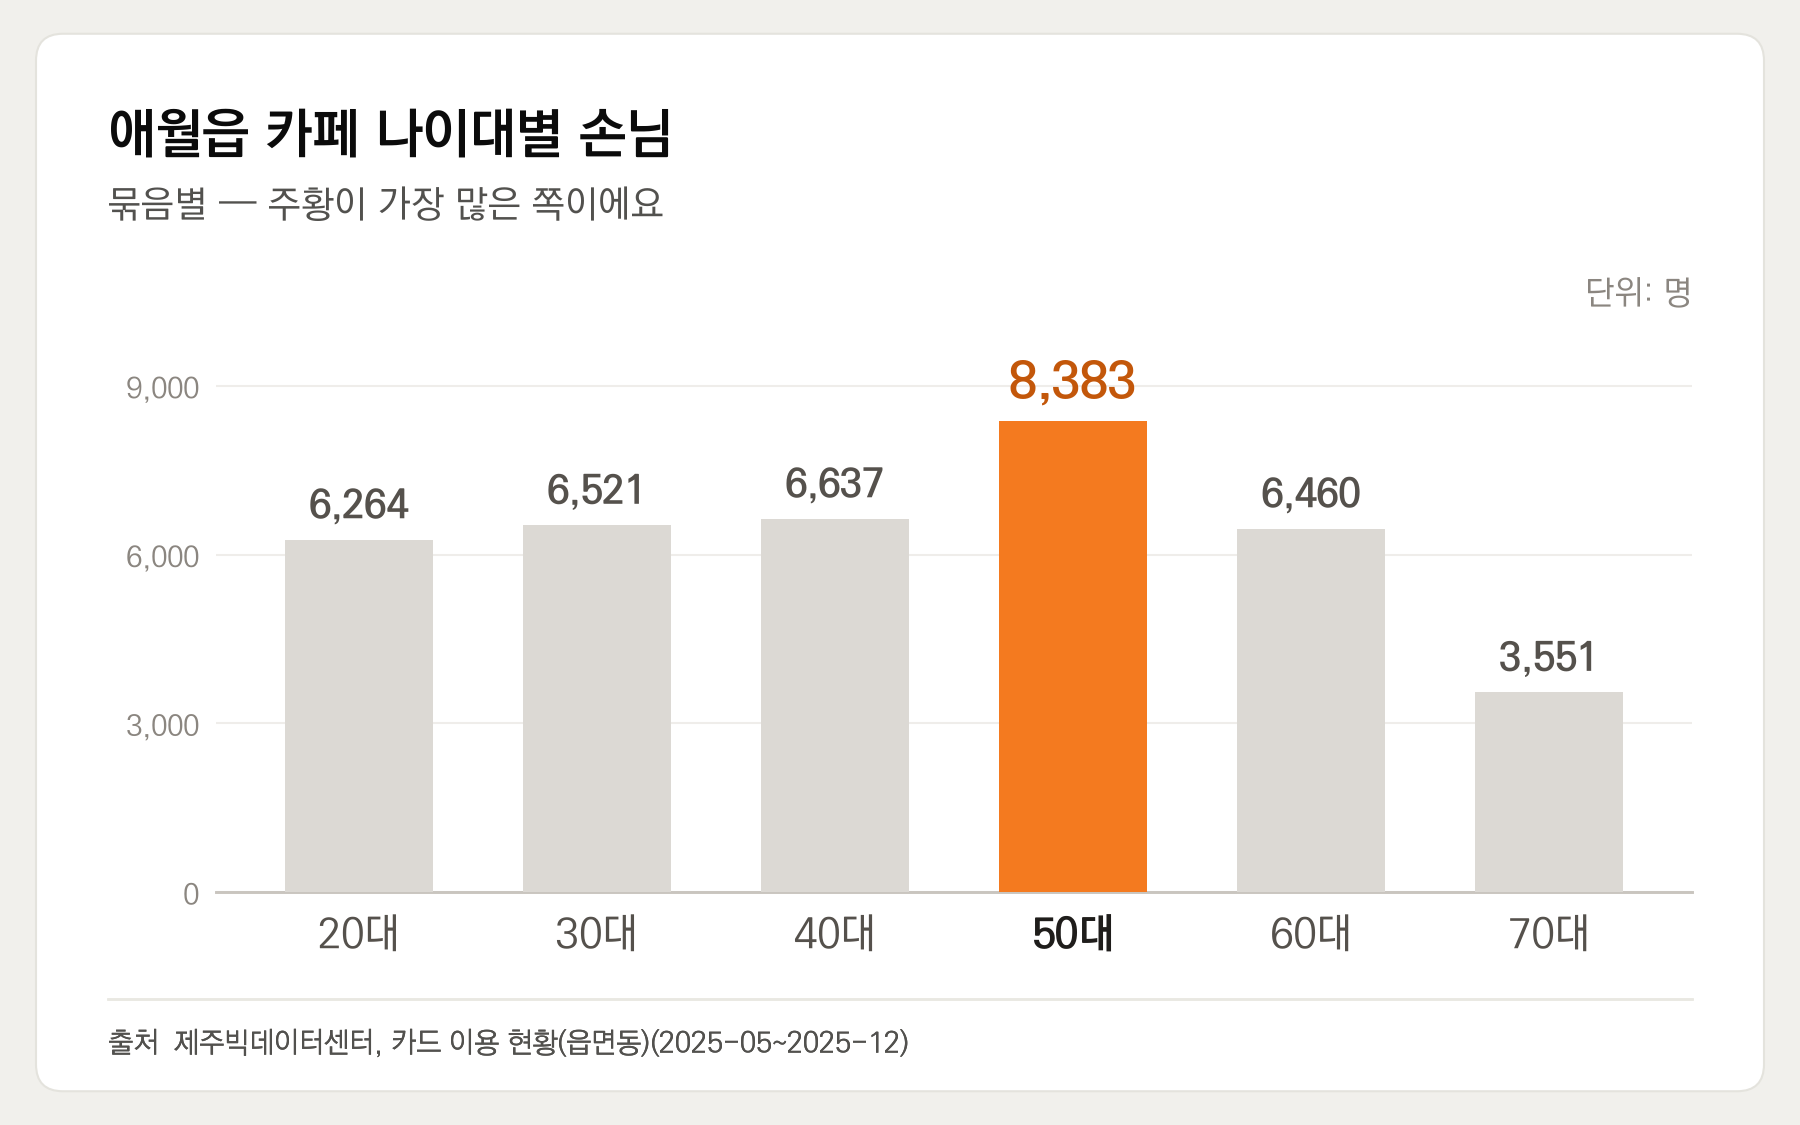 애월읍 카페 나이대별 손님
묶음별 — 주황이 가장 많은 쪽이에요
단위: 명
9,000
6,000
3,000
0
6,264
6,521
6,637
8,383
6,460
3,551
20대
30대
40대
50대
60대
70대
출처 제주빅데이터센터, 카드 이용 현황(읍면동)(2025-05~2025-12)